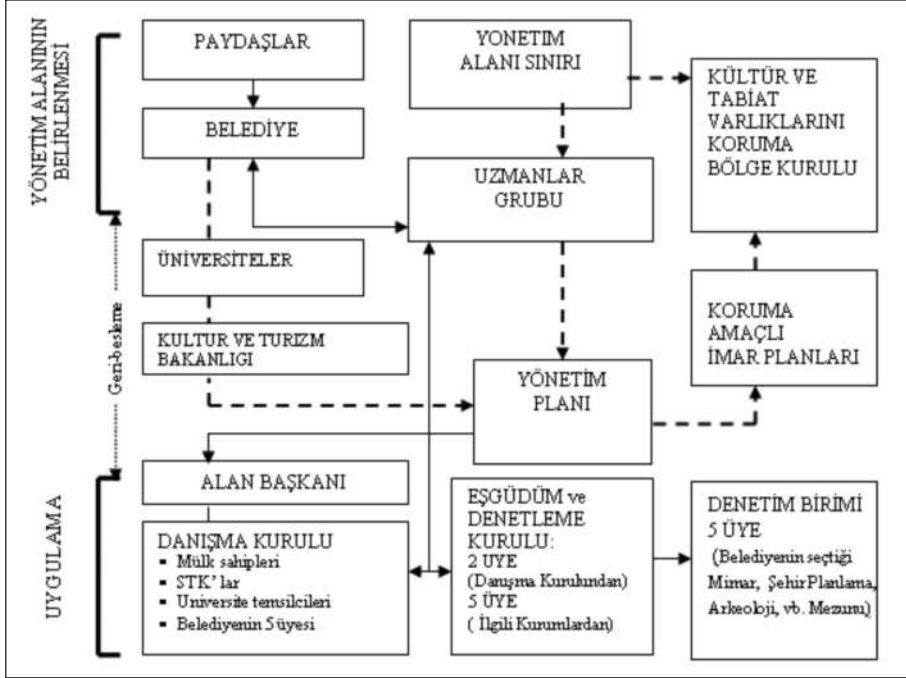 YÖNETİM ALANININ
BELİRLENMESİ
PAYDAŞLAR
BELEDİYE
YONETIM
ALANI SINIRI
KÜLTÜR VE
TABİAT
VARLIKLARINI
KORUMA
BÖLGE KURULU
UZMANLAR
GRUBU
Geri-besleme
ÜNİVERSİTELER
KULTUR VE TURIZM
BAKANLIGI
KORUMA
AMAÇLI
İMAR PLANLARI
YÖNETİM
PLANI
UYGULAMA
ALAN BAŞKANI
DANIŞMA KURULU
▪ Mülk sahipleri
▪ STK' lar
▪ Universite temsilcileri
▪ Belediyenin 5 üyesi
EŞGÜDÜM ve
DENETLEME
KURULU:
2 UYE
(Danışma Kurulundan)
5 ÜYE
( İlgili Kurumlardan)
DENETİM BİRİMİ
5 ÜYE
(Belediyenin seçtiği
Mimar, Şehir Planlama,
Arkeoloji, vb. Mezunu)